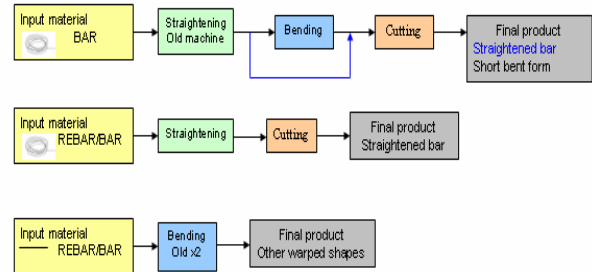 Input material
BAR
Straightening
Old machine
Bending
Cutting
Final product
Straightened bar
Short bent form
Input material
REBAR/BAR
Straightening
Cutting
Final product
Straightened bar
Input material
REBAR/BAR
Bending
Old x2
Final product
Other warped shapes